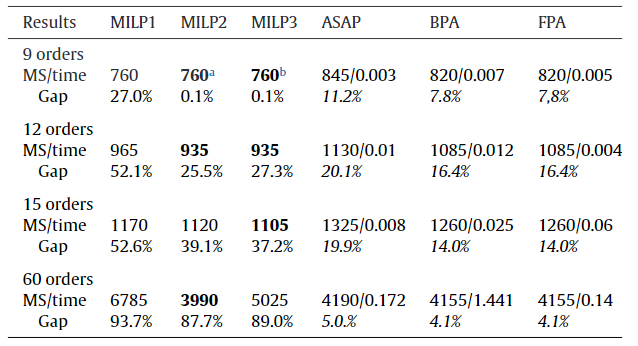 Results MILP1 MILP2 MILP3 ASAP BPA FPA
9 orders
MS/time 760 760ᵃ 760ᵇ 845/0.003 820/0.007 820/0.005
Gap 27.0% 0.1% 0.1% 11.2% 7.8% 7,8%
12 orders
MS/time 965 935 935 1130/0.01 1085/0.012 1085/0.004
Gap 52.1% 25.5% 27.3% 20.1% 16.4% 16.4%
15 orders
MS/time 1170 1120 1105 1325/0.008 1260/0.025 1260/0.06
Gap 52.6% 39.1% 37.2% 19.9% 14.0% 14.0%
60 orders
MS/time 6785 3990 5025 4190/0.172 4155/1.441 4155/0.14
Gap 93.7% 87.7% 89.0% 5.0.% 4.1% 4.1%